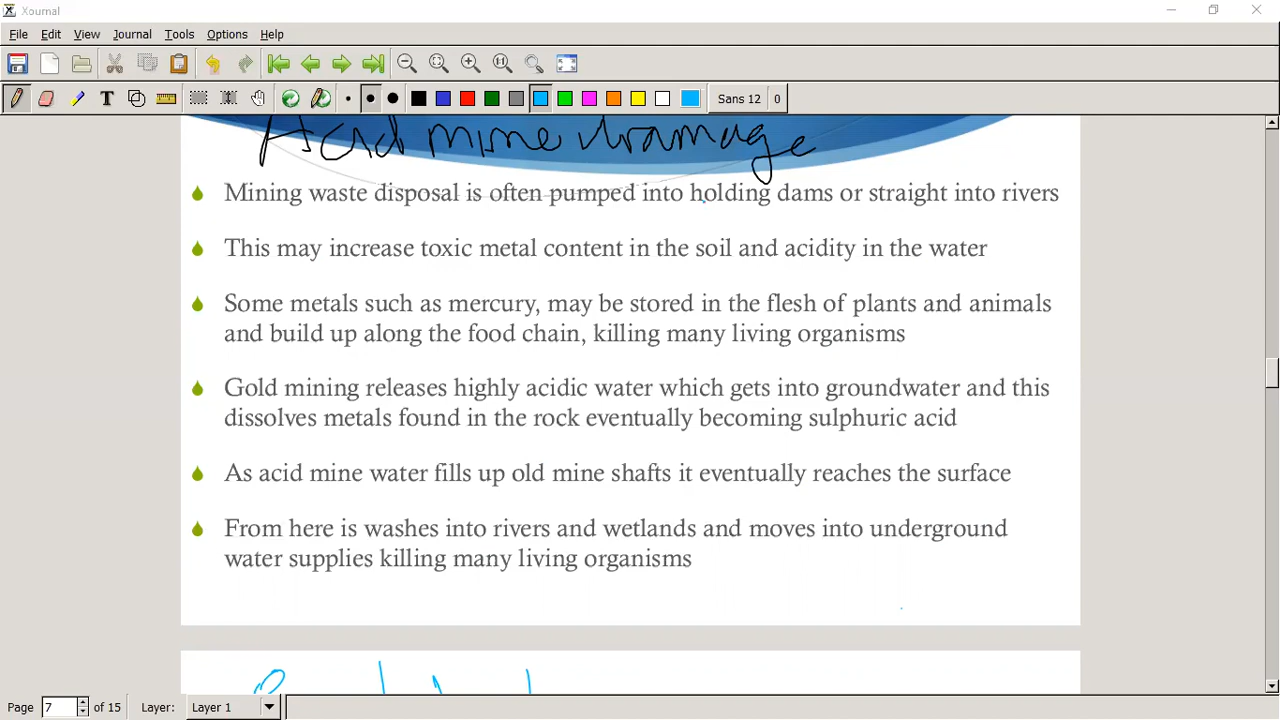 Xournal
File Edit View Journal Tools Options Help
Sans 12 0
Acid mine drainage
Mining waste disposal is often pumped into holding dams or straight into rivers
This may increase toxic metal content in the soil and acidity in the water
Some metals such as mercury, may be stored in the flesh of plants and animals
and build up along the food chain, killing many living organisms
Gold mining releases highly acidic water which gets into groundwater and this
dissolves metals found in the rock eventually becoming sulphuric acid
As acid mine water fills up old mine shafts it eventually reaches the surface
From here is washes into rivers and wetlands and moves into underground
water supplies killing many living organisms
Page 7 of 15 Layer: Layer 1